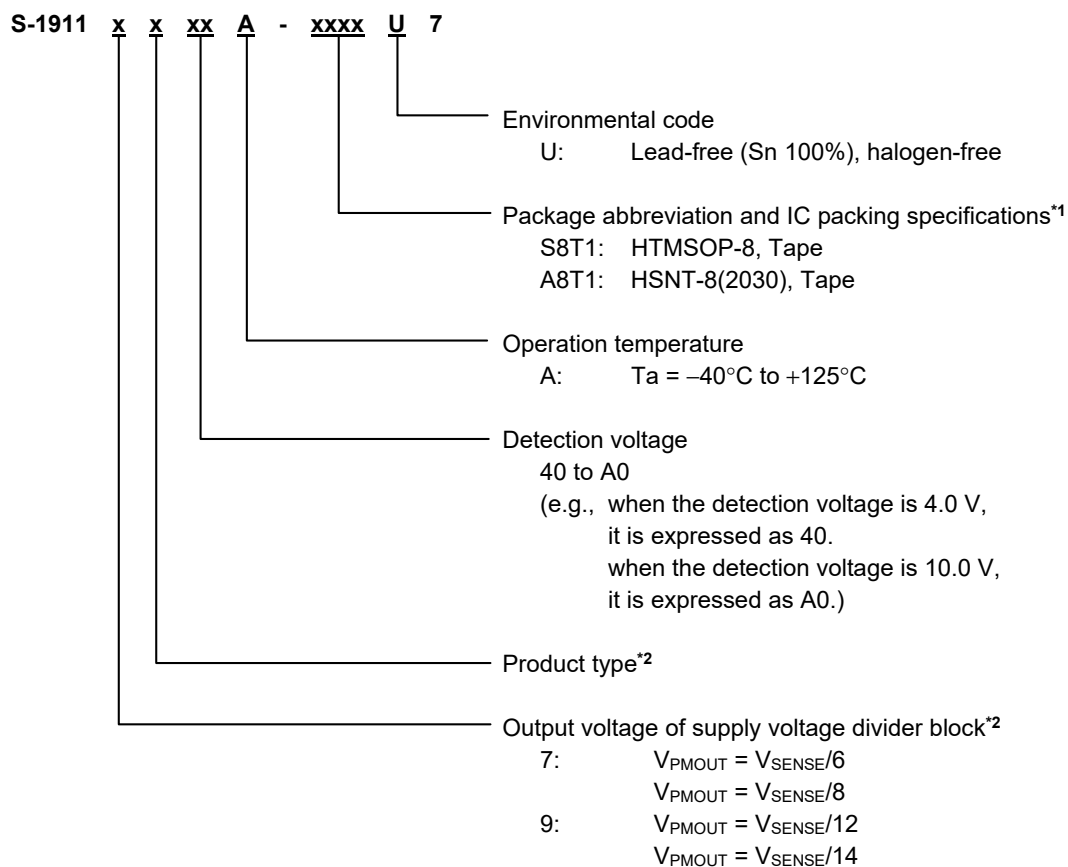 S-1911 x x xx A - xxxx U 7
Environmental code
U: Lead-free (Sn 100%), halogen-free
Package abbreviation and IC packing specifications*1
S8T1: HTMSOP-8, Tape
A8T1: HSNT-8(2030), Tape
Operation temperature
A: Ta = −40°C to +125°C
Detection voltage
40 to A0
(e.g., when the detection voltage is 4.0 V,
it is expressed as 40.
when the detection voltage is 10.0 V,
it is expressed as A0.)
Product type*2
Output voltage of supply voltage divider block*2
7: VPMOUT = VSENSE/6
VPMOUT = VSENSE/8
9: VPMOUT = VSENSE/12
VPMOUT = VSENSE/14